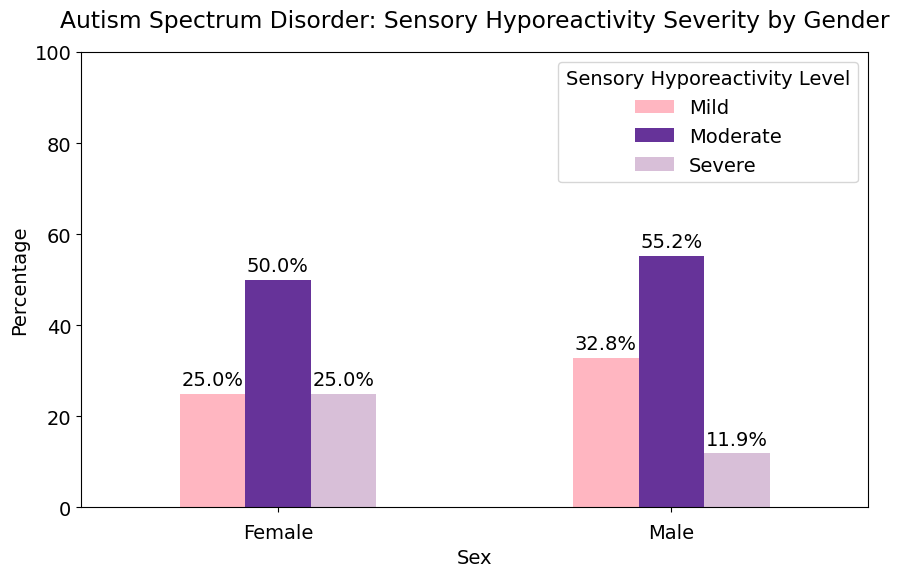 Autism Spectrum Disorder: Sensory Hyporeactivity Severity by Gender
100
80
60
40
20
0
Percentage
Sensory Hyporeactivity Level
Mild
Moderate
Severe
25.0%
50.0%
25.0%
32.8%
55.2%
11.9%
Female
Male
Sex